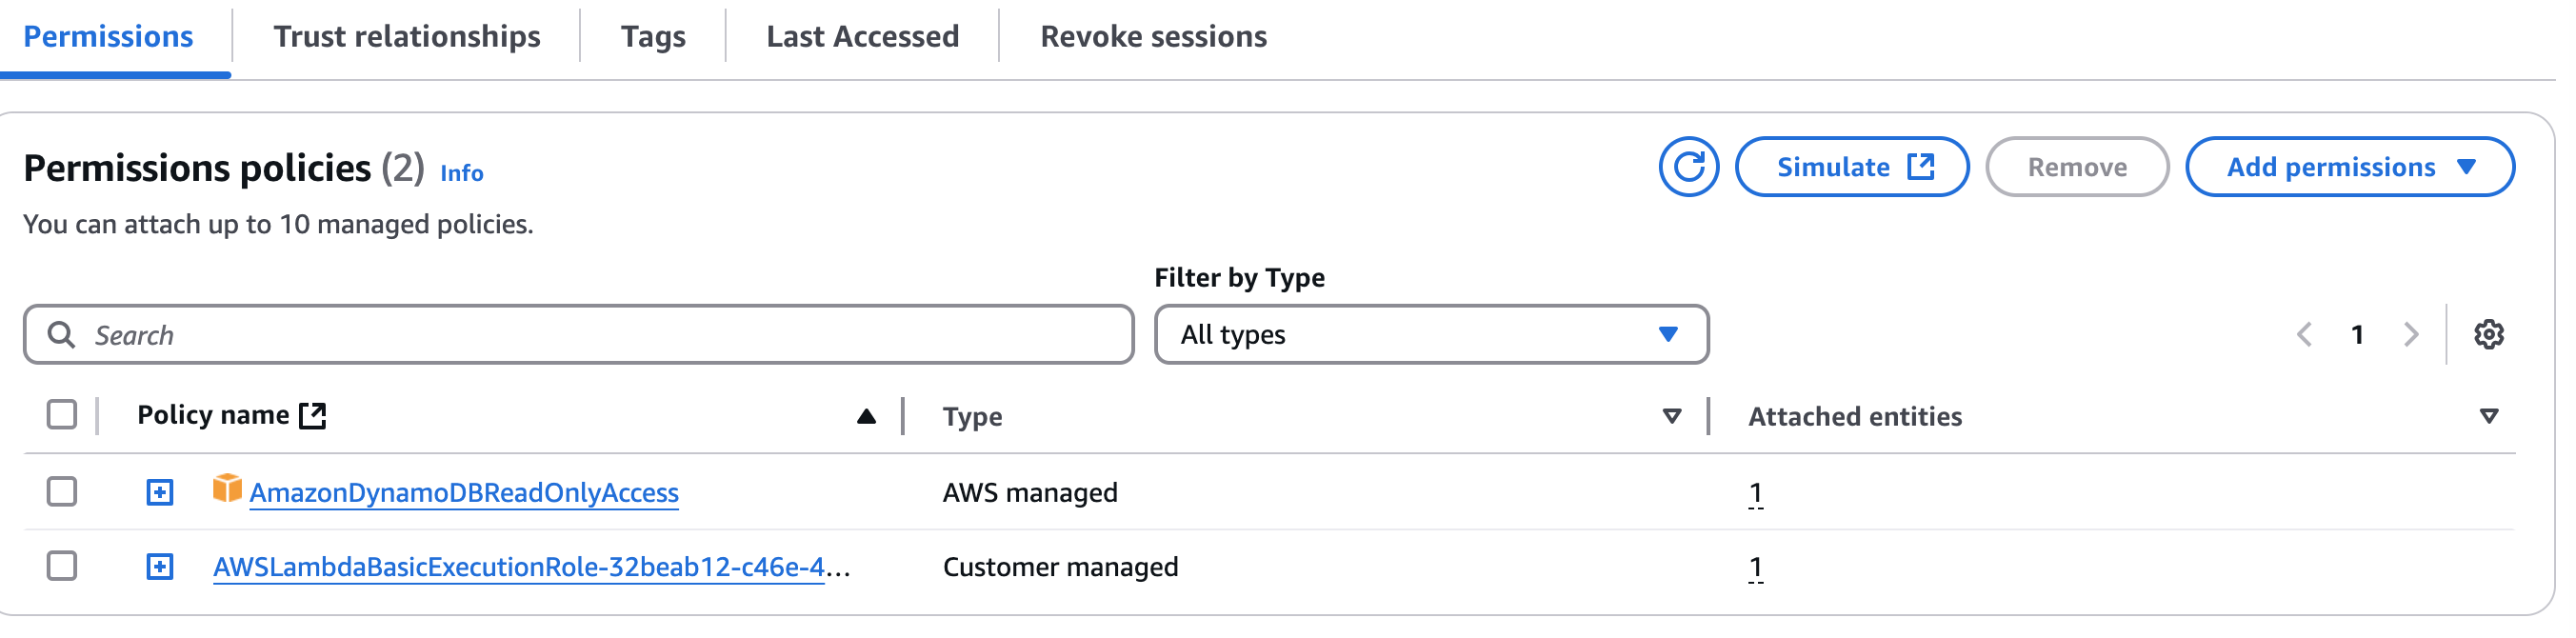 Permissions
Trust relationships
Tags
Last Accessed
Revoke sessions
Permissions policies (2) Info
Simulate
Remove
Add permissions
You can attach up to 10 managed policies.
Filter by Type
Search
All types
1
Policy name
Type
Attached entities
AmazonDynamoDBReadOnlyAccess
AWS managed
1
AWSLambdaBasicExecutionRole-32beab12-c46e-4...
Customer managed
1